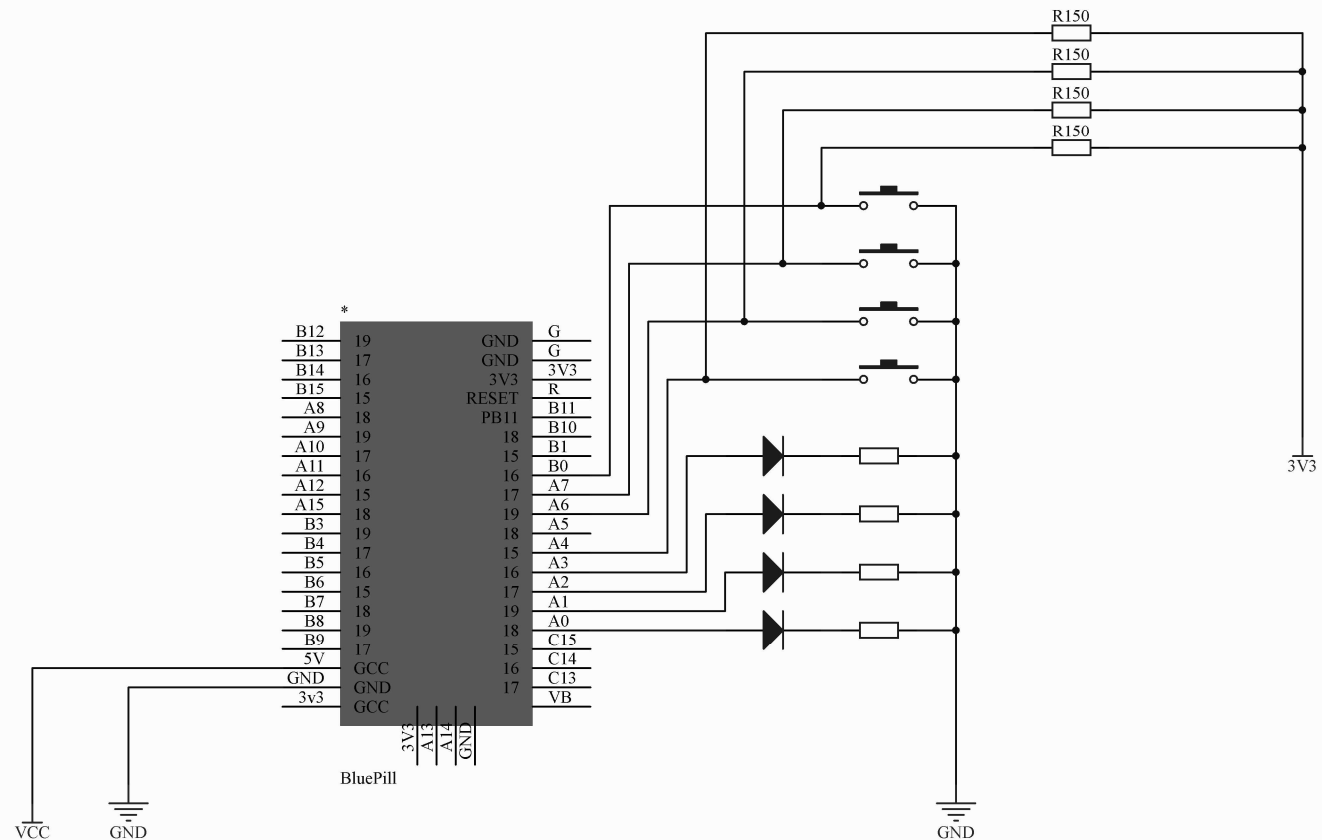 R150
R150
R150
R150
*
B12 19 GND G
B13 17 GND G
B14 16 3V3 3V3
B15 15 RESET R
A8 18 PB11 B11
A9 19 18 B10
A10 17 15 B1
A11 16 16 B0
A12 15 17 A7
A15 18 19 A6
B3 19 18 A5
B4 17 15 A4
B5 16 16 A3
B6 15 17 A2
B7 18 19 A1
B8 19 18 A0
B9 17 15 C15
5V GCC 16 C14
GND GND 17 C13
3v3 GCC VB
3V3
A13
A14
GND
BluePill
3V3
VCC
GND
GND